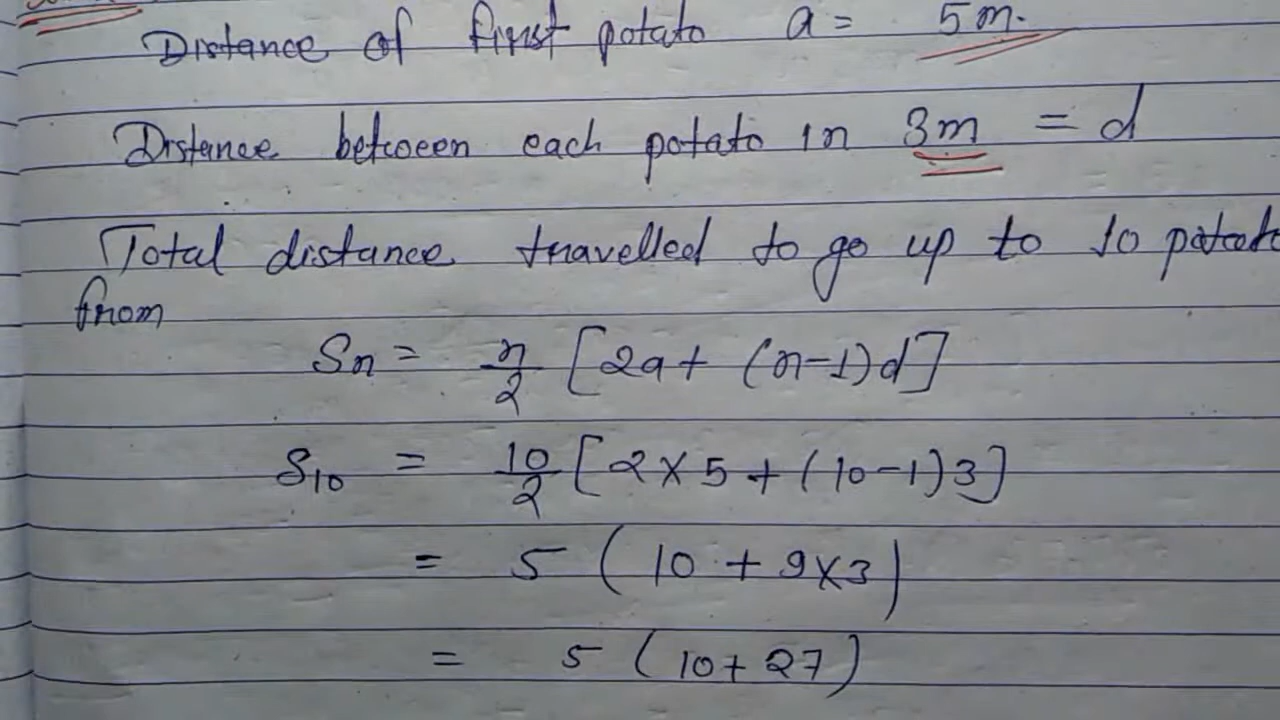 Distance of first potato a = 5m.
Distance between each potato in 3m = d
Total distance travelled to go up to 10 potato
from
Sn = n/2 [2a + (n-1)d]
S10 = 10/2 [2×5 + (10-1)3]
= 5 (10 + 9×3)
= 5 (10 + 27)